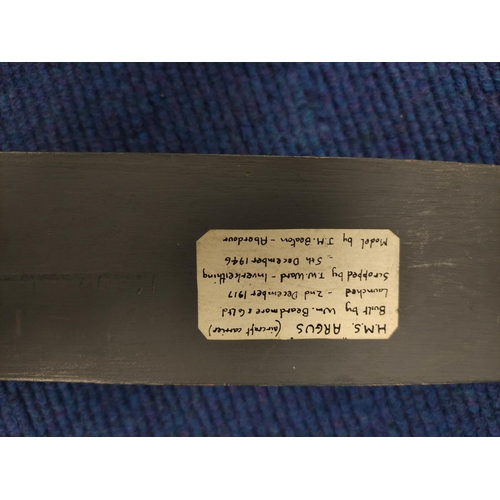 H.M.S. "ARGUS" (aircraft carrier)
Built by Wm. Beardmore & Co Ltd
Launched - 2nd December 1917
Scrapped by T.W. Ward - Inverkeithing
- 5th December 1946
Model by J.M. Beaton - Aberdour